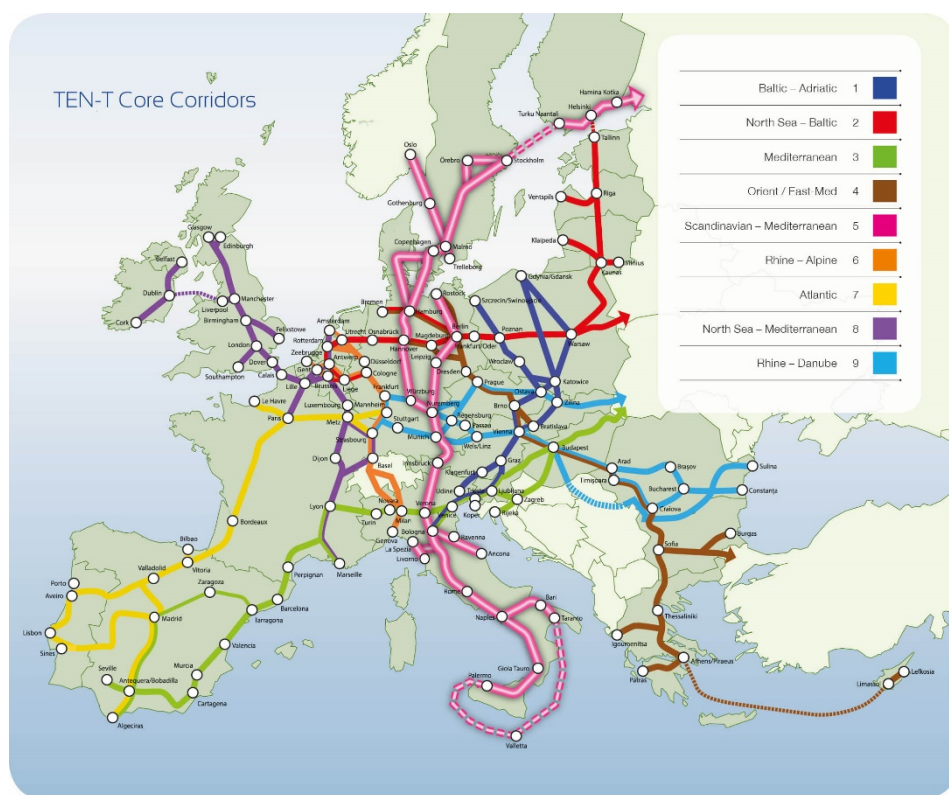 TEN-T Core Corridors
Baltic – Adriatic 1
North Sea – Baltic 2
Mediterranean 3
Orient / East-Med 4
Scandinavian – Mediterranean 5
Rhine – Alpine 6
Atlantic 7
North Sea – Mediterranean 8
Rhine – Danube 9
Hamina Kotka
Helsinki
Turku Naantali
Tallinn
Oslo
Örebro
Stockholm
Ventspils
Riga
Gothenburg
Klaipeda
Glasgow
Edinburgh
Copenhagen
Malmö
Trelleborg
Vilnius
Kaunas
Belfast
Gdynia/Gdansk
Dublin
Manchester
Liverpool
Bremen
Rostock
Szczecin/Swinoujscie
Hamburg
Cork
Birmingham
Felixstowe
Amsterdam
Utrecht
Osnabrück
Magdeburg
Berlin
Poznan
Rotterdam
Hannover
Frankfurt/Oder
Warsaw
London
Zeebrugge
Antwerp
Düsseldorf
Leipzig
Southampton
Dover
Calais
Gent
Cologne
Dresden
Wroclaw
Katowice
Lille
Brussels
Liège
Frankfurt
Prague
Ostrava
Le Havre
Luxembourg
Mannheim
Würzburg
Nuremberg
Brno
Zilina
Paris
Metz
Stuttgart
Regensburg
Passau
Strasbourg
München
Wels/Linz
Vienna
Bratislava
Dijon
Basel
Innsbruck
Klagenfurt
Graz
Budapest
Arad
Brașov
Sulina
Timișoara
Udine
Ljubljana
Zagreb
Bucharest
Constanța
Lyon
Novara
Verona
Venice
Koper
Rijeka
Craiova
Turin
Milan
Bordeaux
Genova
Bologna
Ravenna
Sofia
Burgas
Bilbao
La Spezia
Livorno
Ancona
Marseille
Valladolid
Vitoria
Perpignan
Porto
Zaragoza
Aveiro
Barcelona
Rome
Bari
Madrid
Tarragona
Naples
Taranto
Thessaloniki
Lisbon
Sines
Valencia
Igoumenitsa
Seville
Murcia
Gioia Tauro
Athens/Piraeus
Antequera/Bobadilla
Palermo
Patras
Lefkosia
Cartagena
Limassol
Algeciras
Valletta